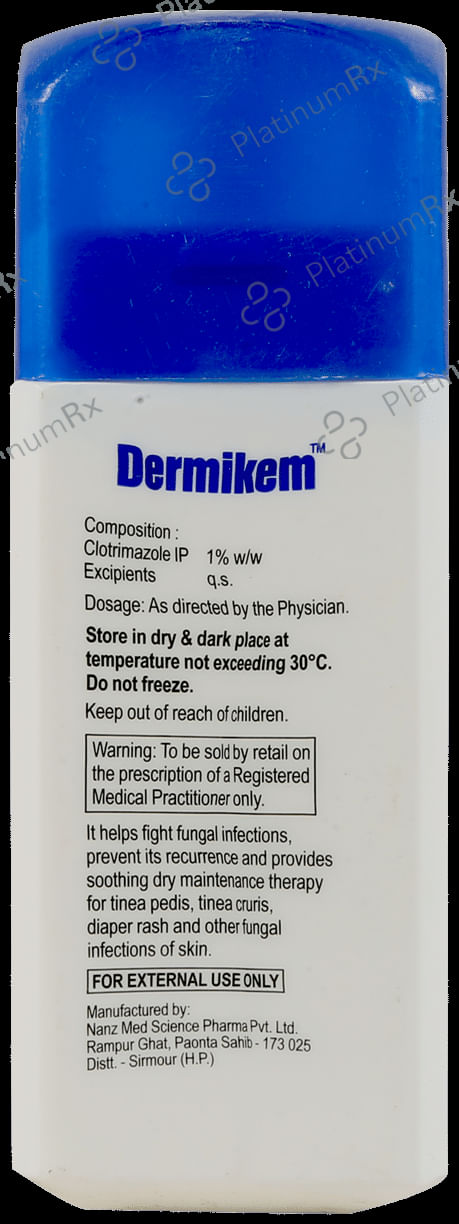 PlatinumRx
PlatinumRx
PlatinumRx
Dermikem™
Composition :
Clotrimazole IP 1% w/w
Excipients q.s.
Dosage: As directed by the Physician.
Store in dry & dark place at
temperature not exceeding 30°C.
Do not freeze.
Keep out of reach of children.
Warning: To be sold by retail on
the prescription of a Registered
Medical Practitioner only.
It helps fight fungal infections,
prevent its recurrence and provides
soothing dry maintenance therapy
for tinea pedis, tinea cruris,
diaper rash and other fungal
infections of skin.
FOR EXTERNAL USE ONLY
Manufactured by:
Nanz Med Science Pharma Pvt. Ltd.
Rampur Ghat, Paonta Sahib - 173 025
Distt. - Sirmour (H.P.)